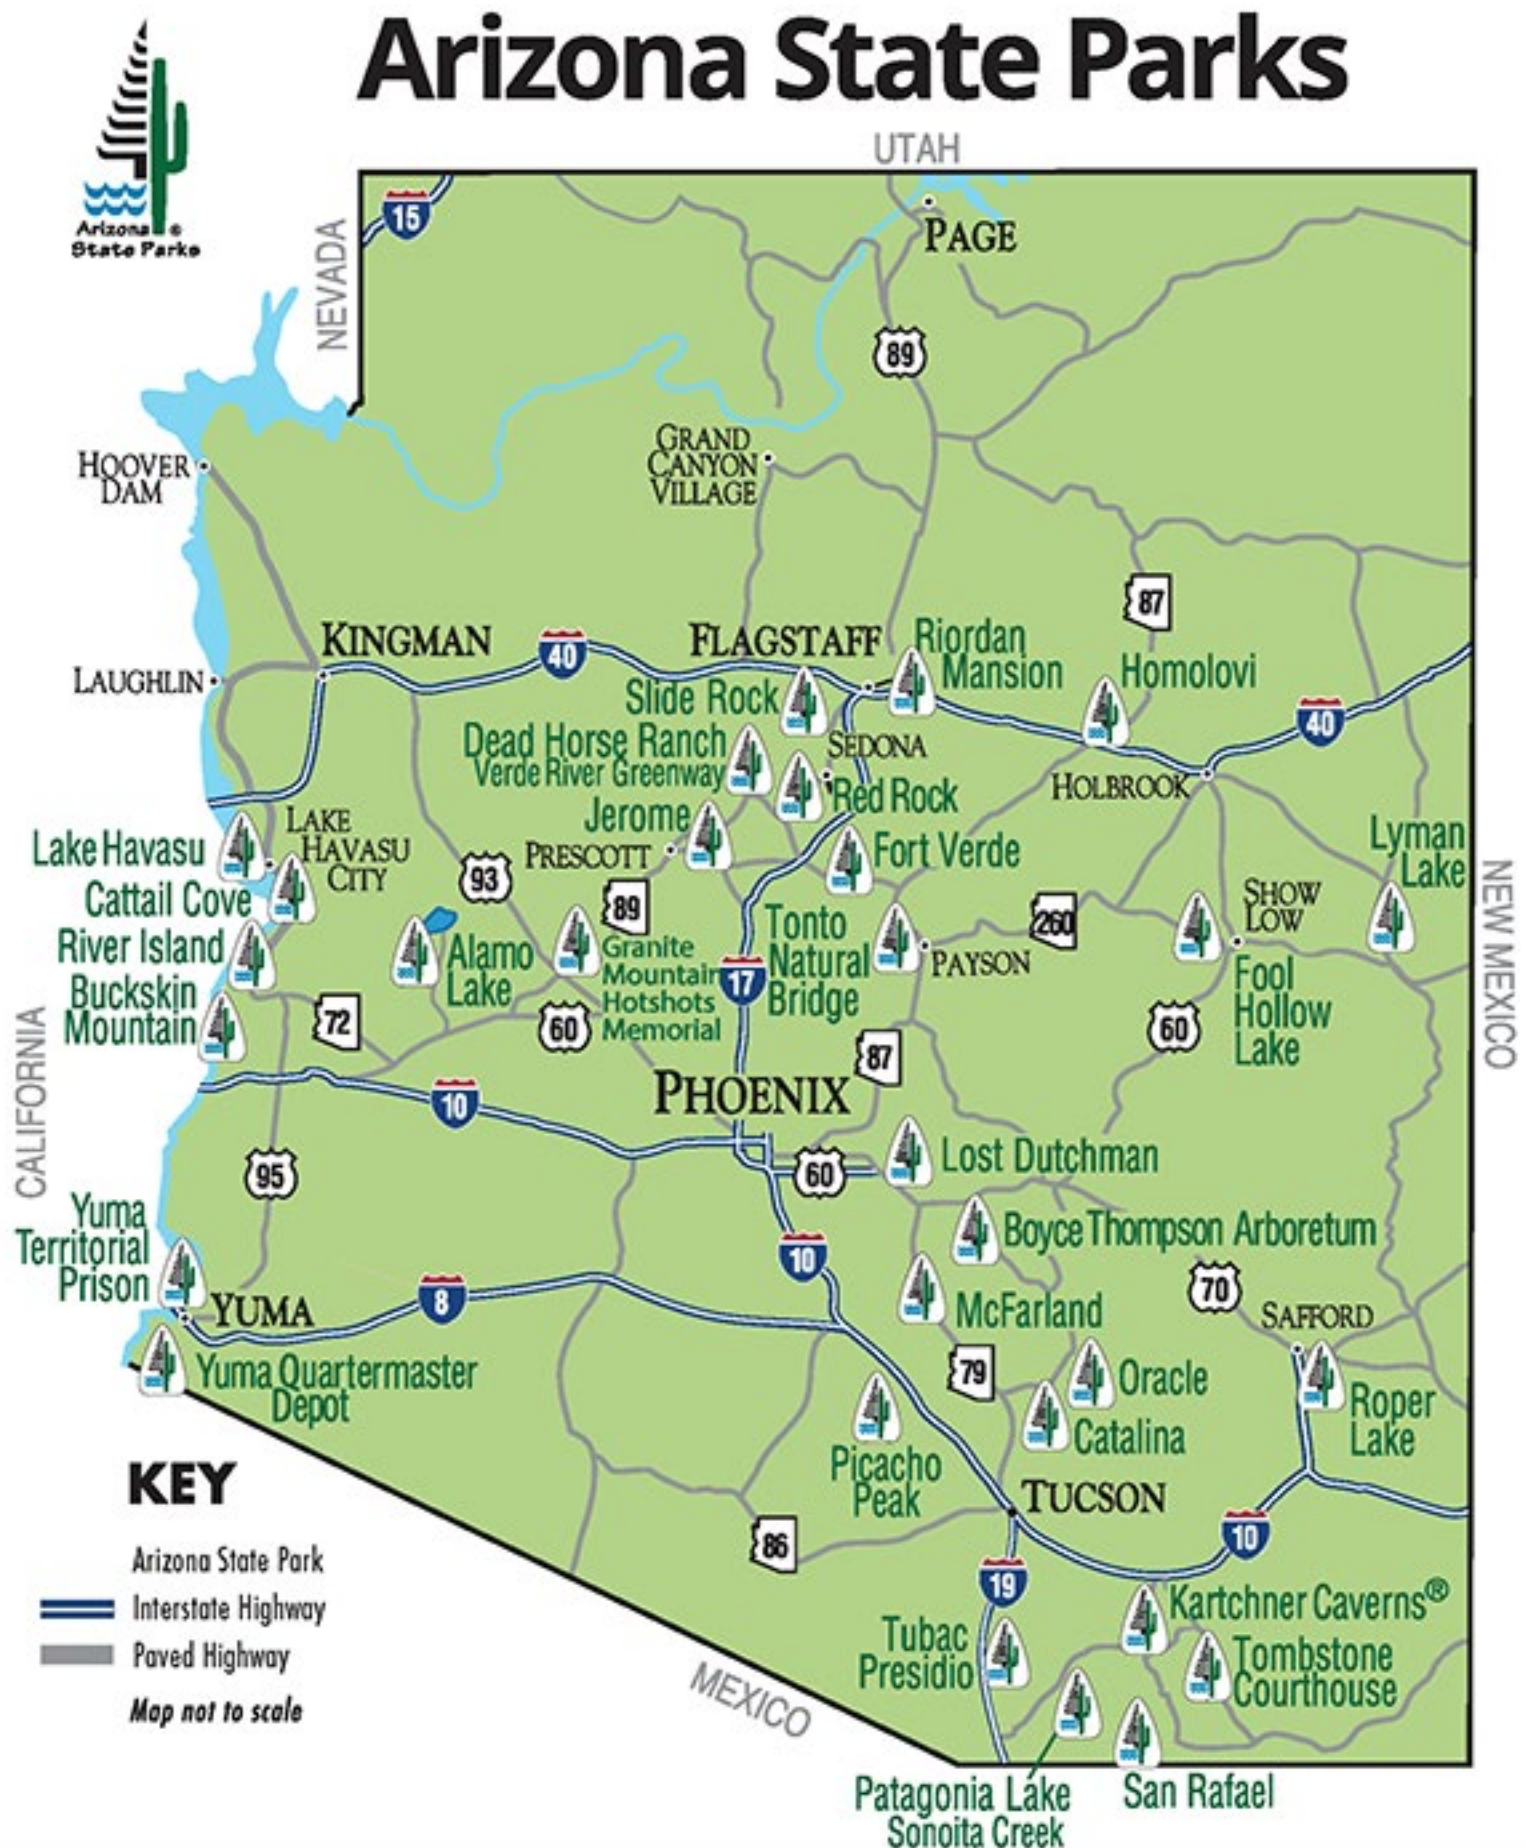 Arizona State Parks
Arizona ©
State Parks
UTAH
NEVADA
15
PAGE
89
HOOVER
DAM
GRAND
CANYON
VILLAGE
87
KINGMAN
40
FLAGSTAFF
Riordan
Mansion
Homolovi
LAUGHLIN
Slide Rock
40
Dead Horse Ranch
Verde River Greenway
SEDONA
Red Rock
HOLBROOK
Jerome
LAKE
HAVASU
CITY
Lake Havasu
PRESCOTT
Fort Verde
Lyman
Lake
93
Cattail Cove
89
260
SHOW
LOW
NEW MEXICO
River Island
Alamo
Lake
Granite
Mountain
Hotshots
Memorial
17
Tonto
Natural
Bridge
PAYSON
Fool
Hollow
Lake
Buckskin
Mountain
72
60
60
87
CALIFORNIA
10
PHOENIX
95
60
Lost Dutchman
Yuma
Territorial
Prison
10
Boyce Thompson Arboretum
8
70
YUMA
McFarland
SAFFORD
Yuma Quartermaster
Depot
79
Oracle
Roper
Lake
Catalina
Picacho
Peak
TUCSON
86
10
19
KEY
Arizona State Park
Interstate Highway
Paved Highway
Map not to scale
MEXICO
Kartchner Caverns®
Tubac
Presidio
Tombstone
Courthouse
Patagonia Lake
Sonoita Creek
San Rafael